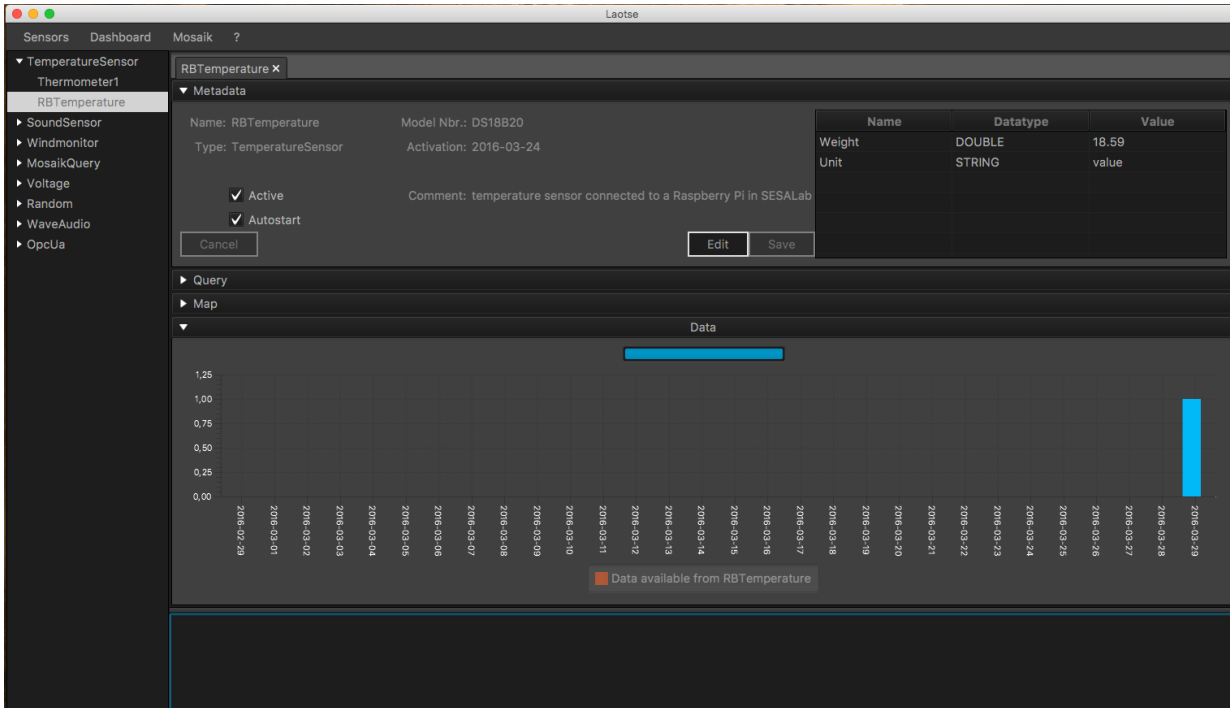 Laotse
Sensors Dashboard Mosaik ?
TemperatureSensor
Thermometer1
RBTemperature
SoundSensor
Windmonitor
MosaikQuery
Voltage
Random
WaveAudio
OpcUa
RBTemperature ×
Metadata
Name: RBTemperature Model Nbr.: DS18B20
Type: TemperatureSensor Activation: 2016-03-24
Active Comment: temperature sensor connected to a Raspberry Pi in SESALab
Autostart
Cancel Edit Save
Name Datatype Value
Weight DOUBLE 18.59
Unit STRING value
Query
Map
Data
1,25
1,00
0,75
0,50
0,25
0,00
2016-02-29
2016-03-01
2016-03-02
2016-03-03
2016-03-04
2016-03-05
2016-03-06
2016-03-07
2016-03-08
2016-03-09
2016-03-10
2016-03-11
2016-03-12
2016-03-13
2016-03-14
2016-03-15
2016-03-16
2016-03-17
2016-03-18
2016-03-19
2016-03-20
2016-03-21
2016-03-22
2016-03-23
2016-03-24
2016-03-25
2016-03-26
2016-03-27
2016-03-28
2016-03-29
Data available from RBTemperature